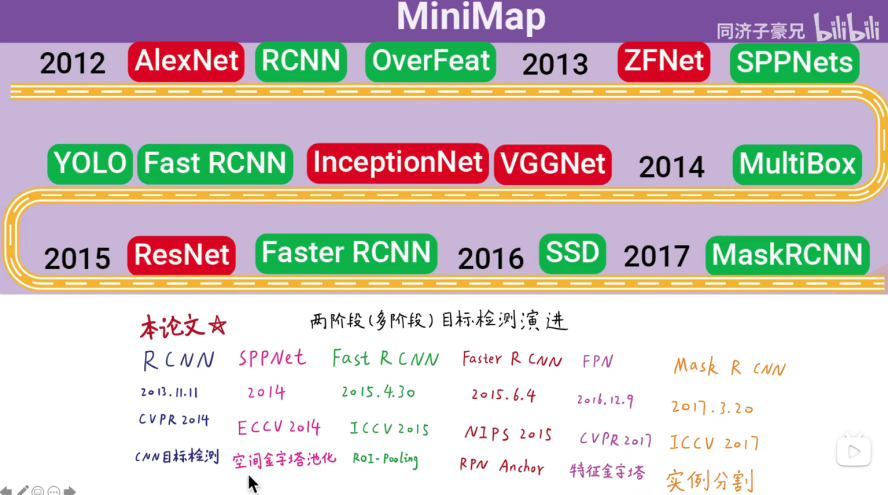 MiniMap
同济子豪兄 bilibili
2012 AlexNet RCNN OverFeat 2013 ZFNet SPPNets
YOLO Fast RCNN InceptionNet VGGNet 2014 MultiBox
2015 ResNet Faster RCNN 2016 SSD 2017 MaskRCNN
本论文☆ 两阶段(多阶段)目标检测演进
RCNN SPPNet Fast RCNN Faster RCNN FPN Mask RCNN
2013.11.11 2014 2015.4.30 2015.6.4 2016.12.9 2017.3.20
CVPR 2014 ECCV 2014 ICCV 2015 NIPS 2015 CVPR 2017 ICCV 2017
CNN目标检测 空间金字塔池化 ROI-Pooling RPN Anchor 特征金字塔 实例分割